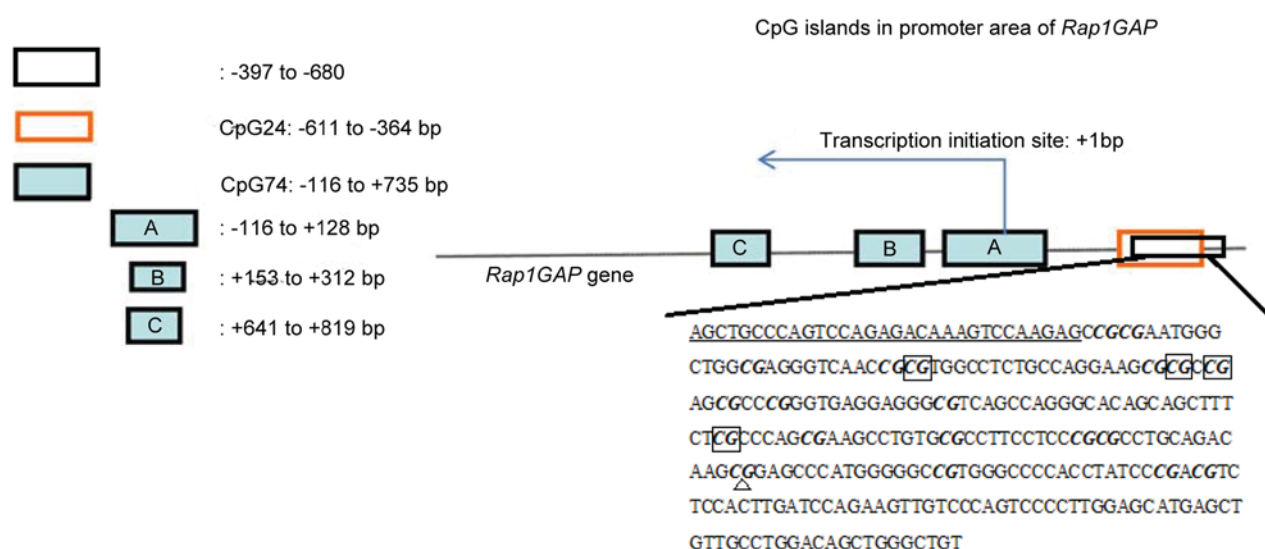 CpG islands in promoter area of Rap1GAP
: -397 to -680
CpG24: -611 to -364 bp
CpG74: -116 to +735 bp
A : -116 to +128 bp
B : +153 to +312 bp
C : +641 to +819 bp
Transcription initiation site: +1bp
C B A
Rap1GAP gene
AGCTGCCCAGTCCAGAGACAAAGTCCAAGAGCCGCGAATGGG
CTGGCGAGGGTCAACCGCGTGGCCTCTGCCAGGAAGCGCGCCG
AGCGCCCGGGTGAGGAGGGCGTCAGCCAGGGCACAGCAGCTTT
CTCGCCCAGCGAAGCCTGTGCGCCTTCCTCCCGCGCCTGCAGAC
AAGCGGAGCCCATGGGGGCCGTGGGCCCCACCTATCCCGACGTC
TCCACTTGATCCAGAAGTTGTCCCAGTCCCCTTGGAGCATGAGCT
GTTGCCTGGACAGCTGGGCTGT